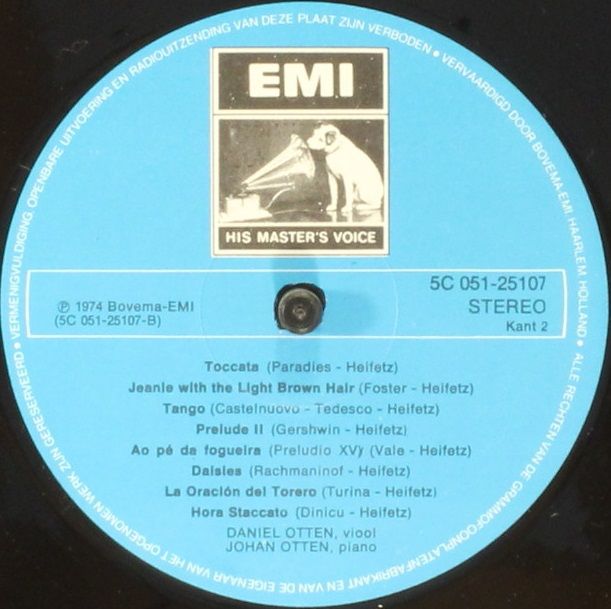 VERMENIGVULDIGING, OPENBARE UITVOERING EN RADIOUITZENDING VAN DEZE PLAAT ZIJN VERBODEN • VERVAARDIGD DOOR BOVEMA-EMI, HAARLEM, HOLLAND • ALLE RECHTEN VAN DE GRAMMOFOONPLATENFABRIKANT EN VAN DE EIGENAAR VAN HET OPGENOMEN WERK ZIJN GERESERVEERD •
EMI
HIS MASTER'S VOICE
5C 051-25107
℗ 1974 Bovema-EMI
STEREO
(5C 051-25107-B)
Kant 2
Toccata (Paradies - Heifetz)
Jeanie with the Light Brown Hair (Foster - Heifetz)
Tango (Castelnuovo - Tedesco - Heifetz)
Prelude II (Gershwin - Heifetz)
Ao pé da fogueira (Preludio XV) (Vale - Heifetz)
Daisies (Rachmaninof - Heifetz)
La Oración del Torero (Turina - Heifetz)
Hora Staccato (Dinicu - Heifetz)
DANIEL OTTEN, viool
JOHAN OTTEN, piano